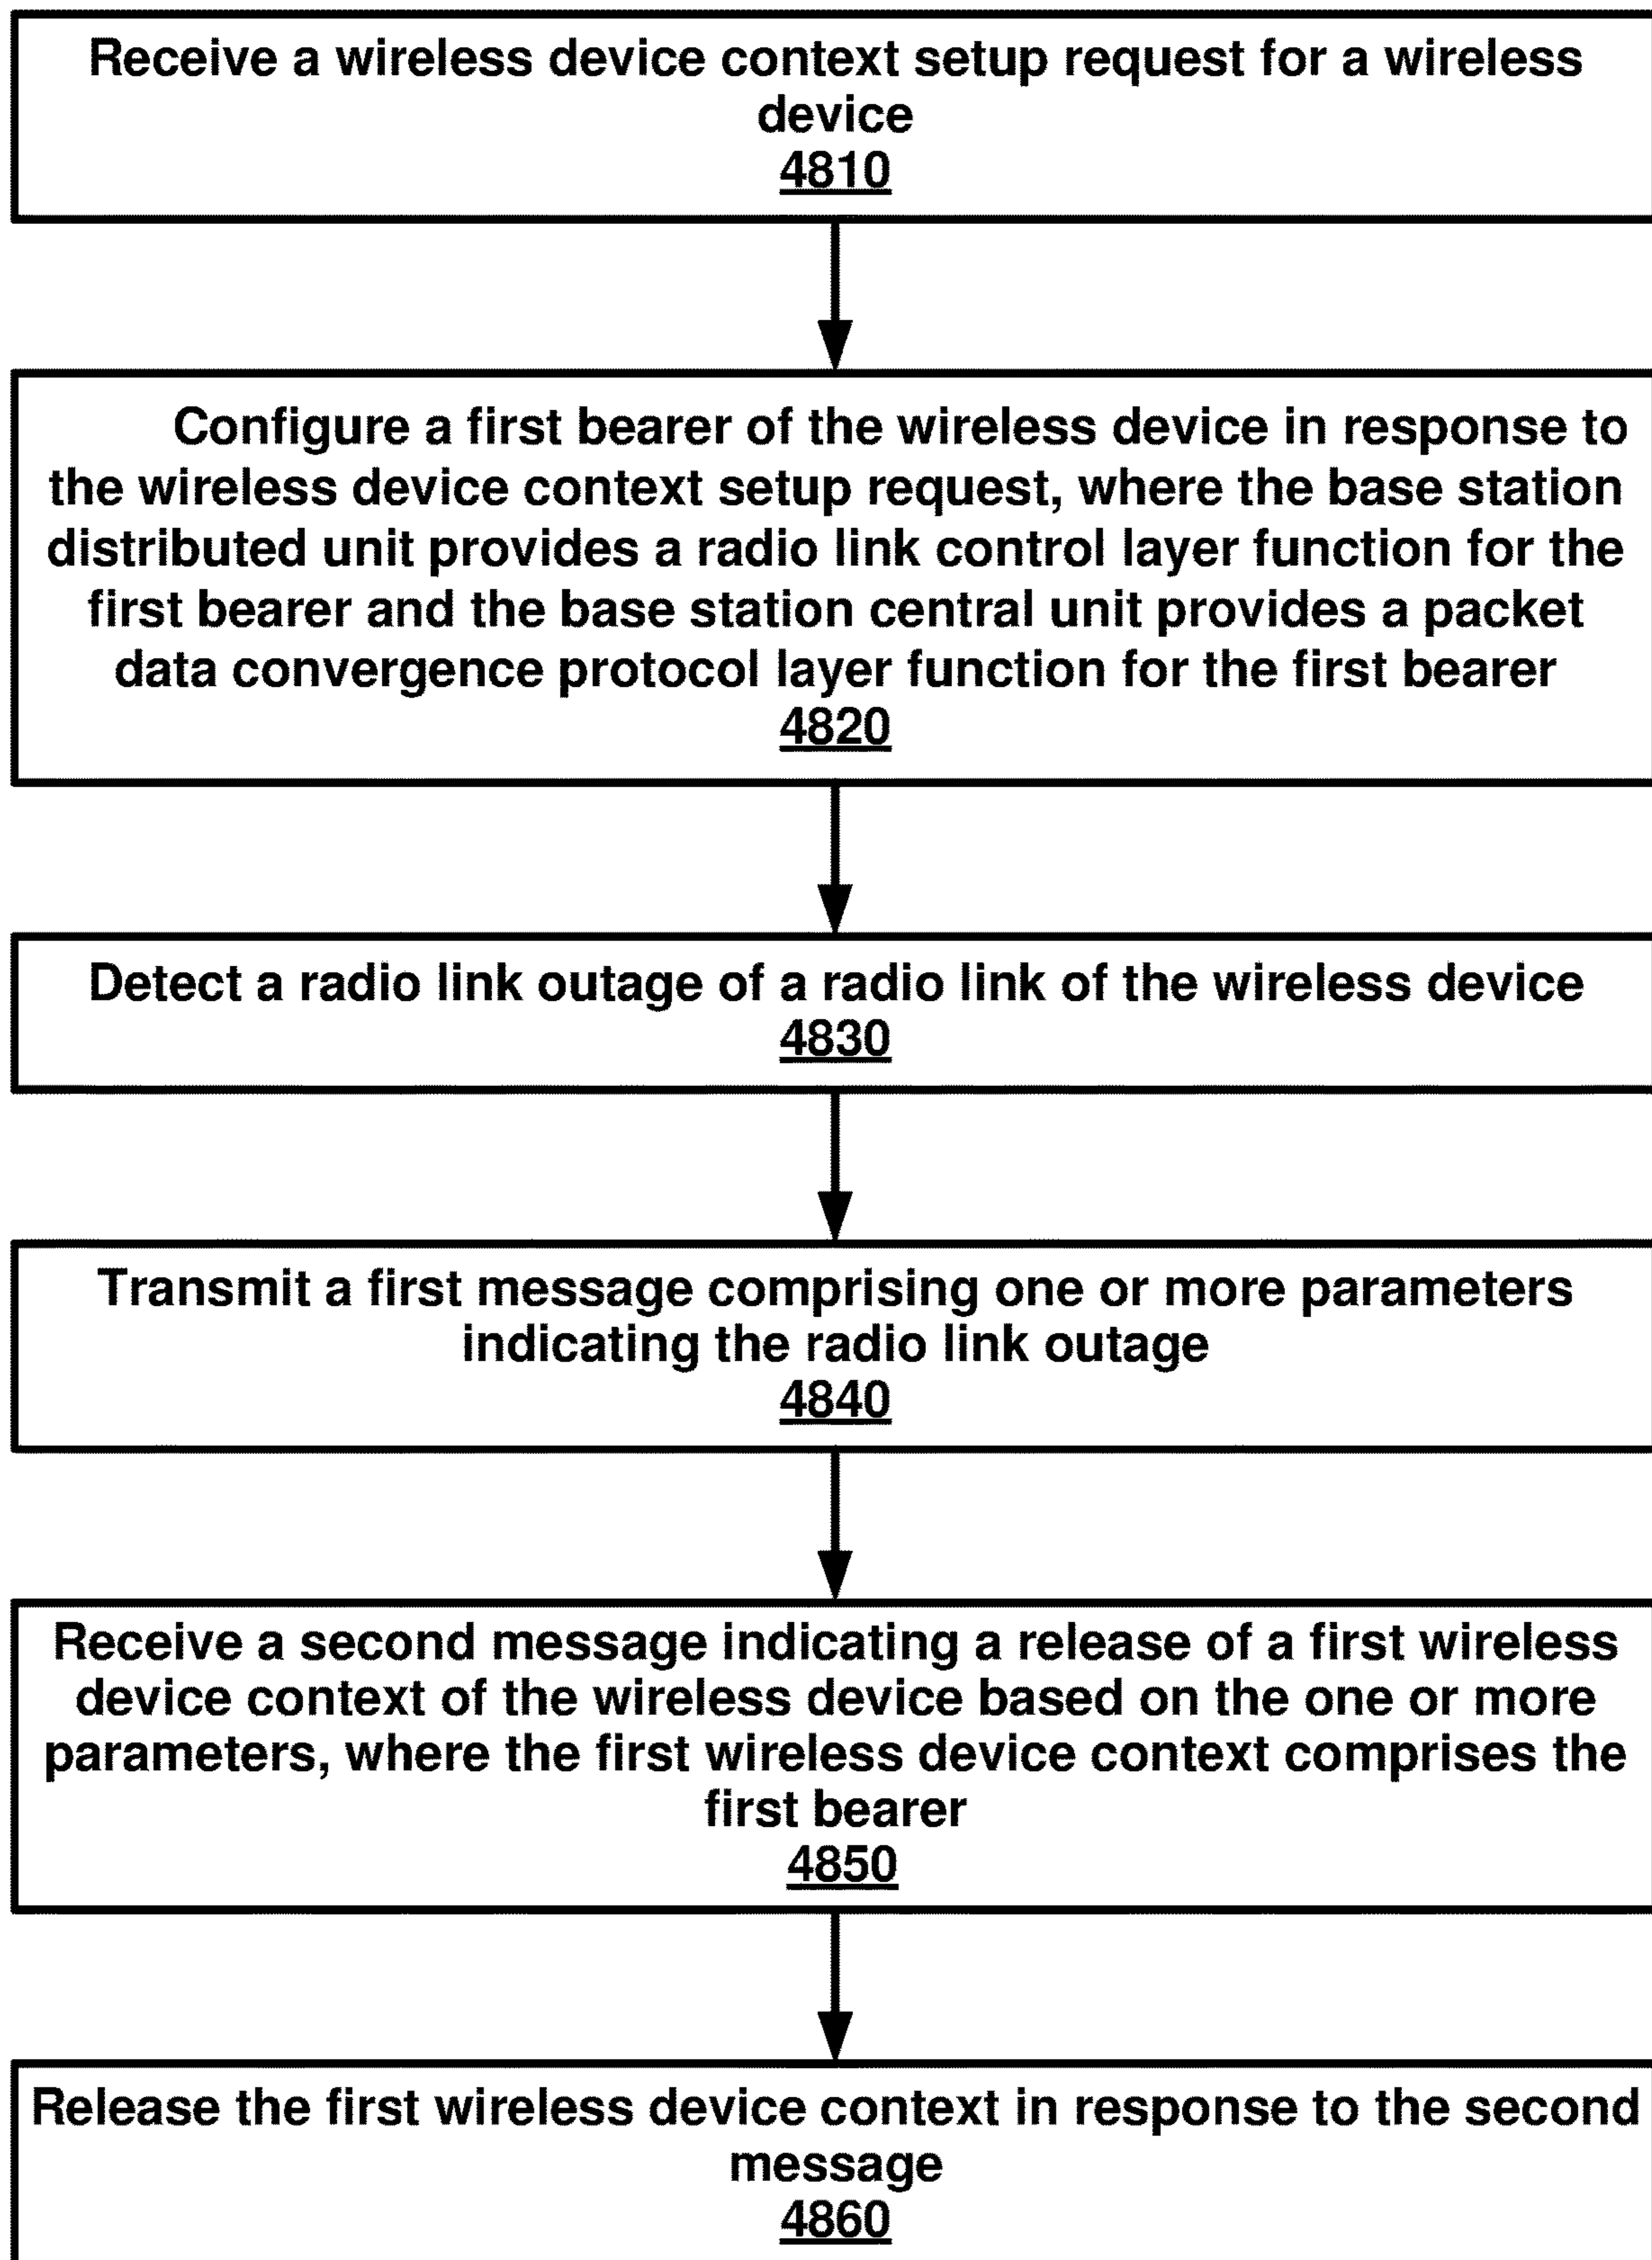 Receive a wireless device context setup request for a wireless
device
4810
Configure a first bearer of the wireless device in response to
the wireless device context setup request, where the base station
distributed unit provides a radio link control layer function for the
first bearer and the base station central unit provides a packet
data convergence protocol layer function for the first bearer
4820
Detect a radio link outage of a radio link of the wireless device
4830
Transmit a first message comprising one or more parameters
indicating the radio link outage
4840
Receive a second message indicating a release of a first wireless
device context of the wireless device based on the one or more
parameters, where the first wireless device context comprises the
first bearer
4850
Release the first wireless device context in response to the second
message
4860